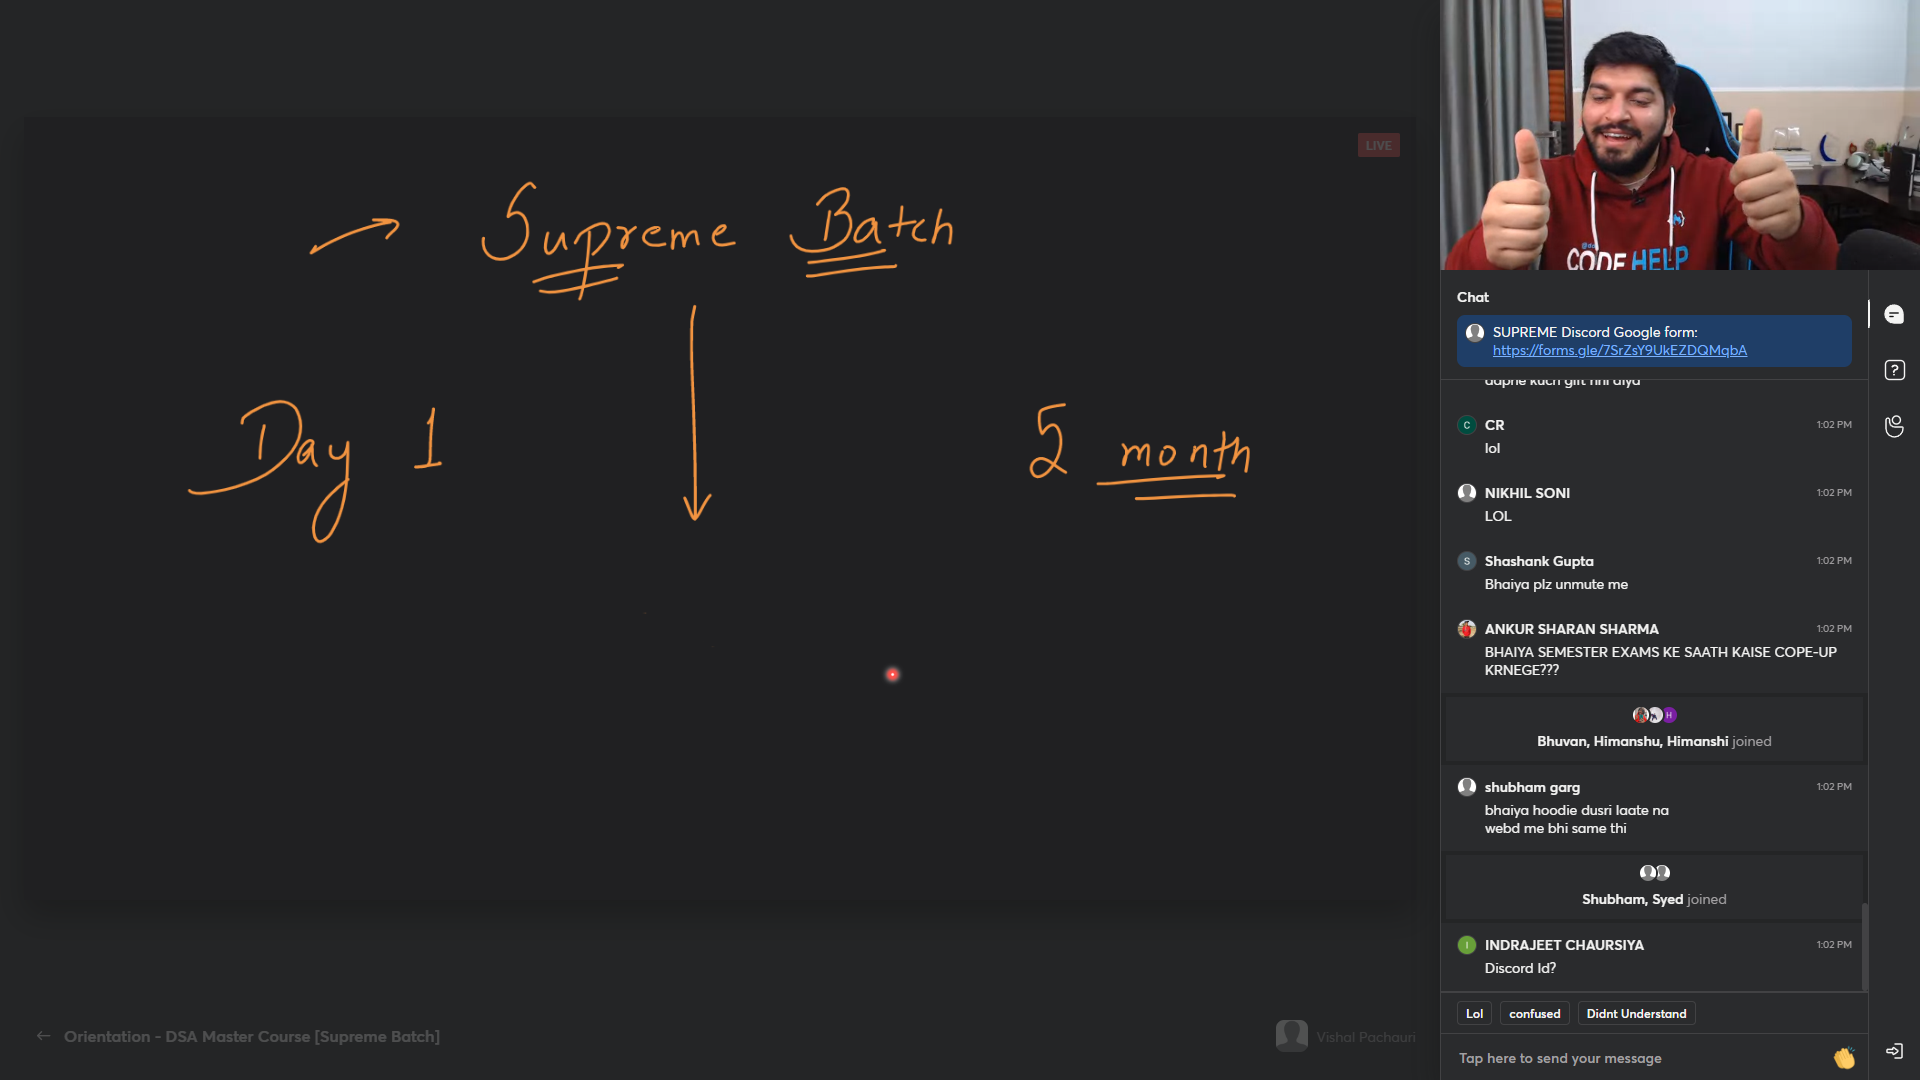 LIVE
Supreme Batch
Day 1
5 month
Orientation - DSA Master Course [Supreme Batch]
Vishal Pachauri
CODE HELP
Chat
SUPREME Discord Google form:
https://forms.gle/7SrZsY9UkEZDQMqbA
CR 1:02 PM
lol
NIKHIL SONI 1:02 PM
LOL
S Shashank Gupta 1:02 PM
Bhaiya plz unmute me
ANKUR SHARAN SHARMA 1:02 PM
BHAIYA SEMESTER EXAMS KE SAATH KAISE COPE-UP
KRNEGE???
H
Bhuvan, Himanshu, Himanshi joined
shubham garg 1:02 PM
bhaiya hoodie dusri laate na
webd me bhi same thi
Shubham, Syed joined
I INDRAJEET CHAURSIYA 1:02 PM
Discord Id?
Lol confused Didnt Understand
Tap here to send your message